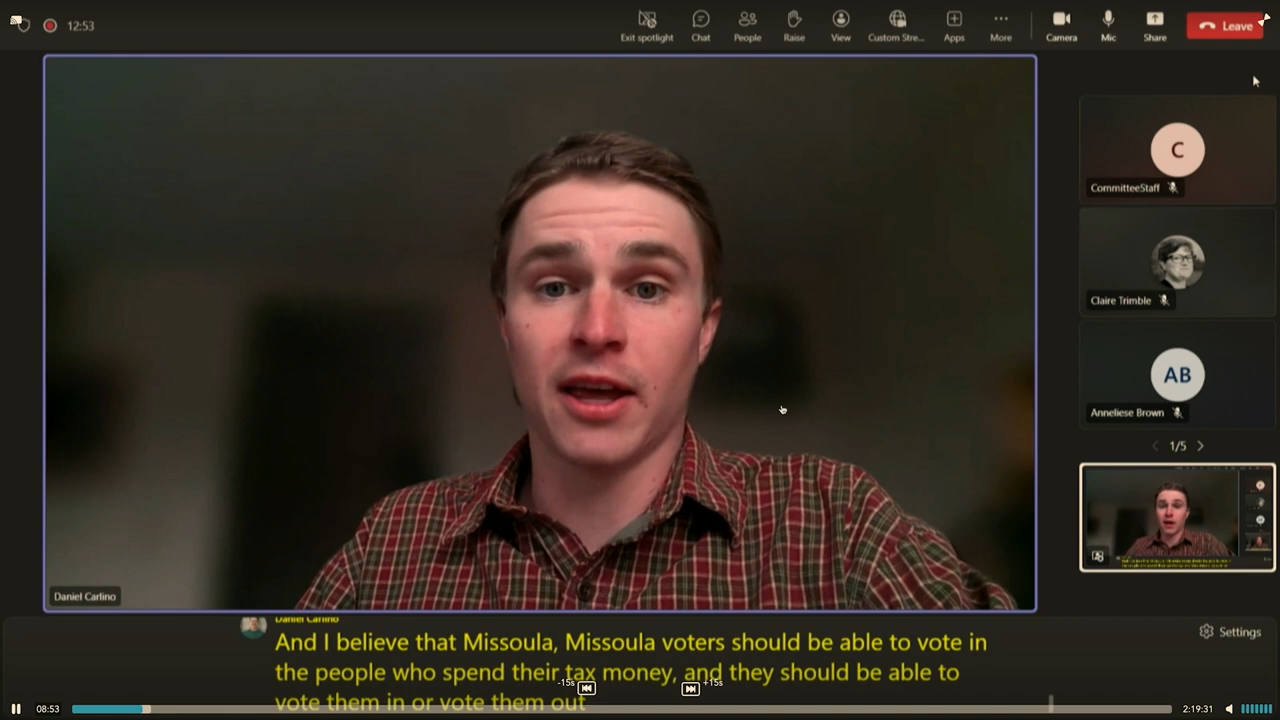 12:53
Exit spotlight
Chat
People
Raise
View
Custom Stre...
Apps
More
Camera
Mic
Share
Leave
C
CommitteeStaff
Claire Trimble
AB
Anneliese Brown
1/5
Daniel Carlino
Daniel Carlino
And I believe that Missoula, Missoula voters should be able to vote in
the people who spend their tax money, and they should be able to
vote them in or vote them out
Settings
-15s
+15s
08:53
2:19:31